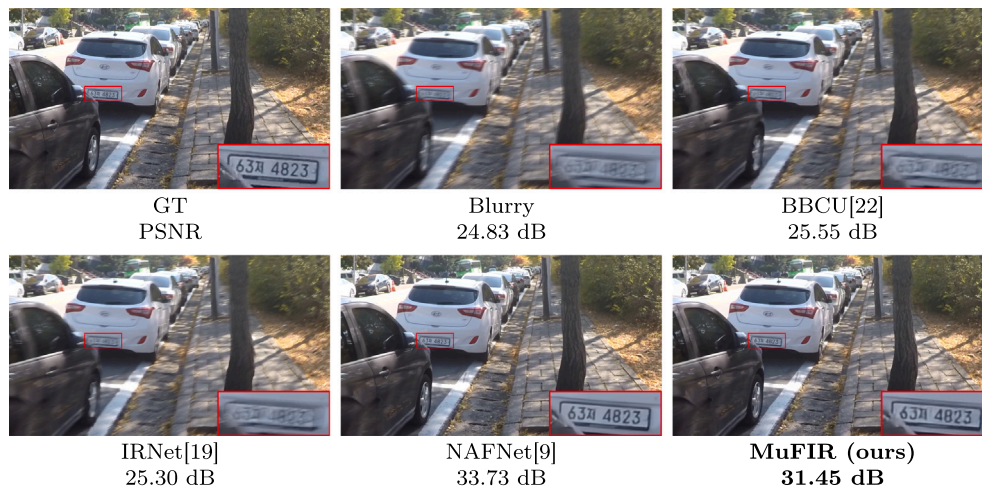 63저 4823
GT
PSNR
Blurry
24.83 dB
BBCU[22]
25.55 dB
63저 4823
63저 4823
IRNet[19]
25.30 dB
NAFNet[9]
33.73 dB
MuFIR (ours)
31.45 dB